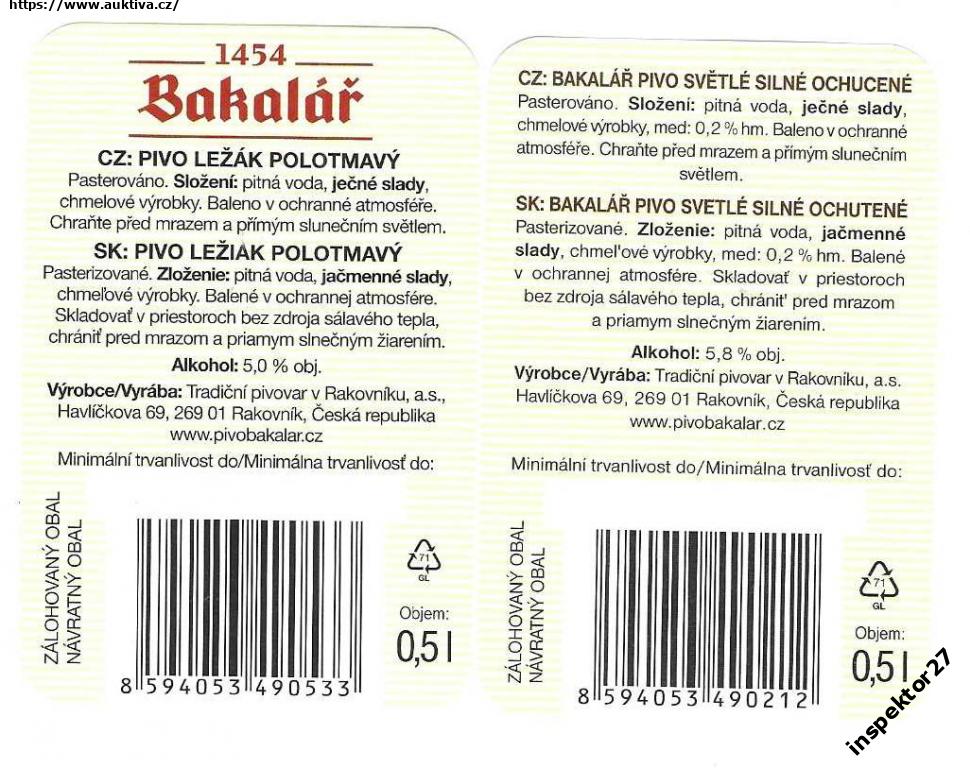 https://www.auktiva.cz/
1454
Bakalář
CZ: PIVO LEŽÁK POLOTMAVÝ
Pasterováno. Složení: pitná voda, ječné slady,
chmelové výrobky. Baleno v ochranné atmosféře.
Chraňte před mrazem a přímým slunečním světlem.
SK: PIVO LEŽIAK POLOTMAVÝ
Pasterizované. Zloženie: pitná voda, jačmenné slady,
chmeľové výrobky. Balené v ochrannej atmosfére.
Skladovať v priestoroch bez zdroja sálavého tepla,
chrániť pred mrazom a priamym slnečným žiarením.
Alkohol: 5,0 % obj.
Výrobce/Vyrába: Tradiční pivovar v Rakovníku, a.s.,
Havlíčkova 69, 269 01 Rakovník, Česká republika
www.pivobakalar.cz
Minimální trvanlivost do/Minimálna trvanlivosť do:
ZÁLOHOVANÝ OBAL
NÁVRATNÝ OBAL
8 594053 490533
71
GL
Objem:
0,5 l
CZ: BAKALÁŘ PIVO SVĚTLÉ SILNÉ OCHUCENÉ
Pasterováno. Složení: pitná voda, ječné slady,
chmelové výrobky, med: 0,2 % hm. Baleno v ochranné
atmosféře. Chraňte před mrazem a přímým slunečním
světlem.
SK: BAKALÁŘ PIVO SVETLÉ SILNÉ OCHUTENÉ
Pasterizované. Zloženie: pitná voda, jačmenné
slady, chmeľové výrobky, med: 0,2 % hm. Balené
v ochrannej atmosfére. Skladovať v priestoroch
bez zdroja sálavého tepla, chrániť pred mrazom
a priamym slnečným žiarením.
Alkohol: 5,8 % obj.
Výrobce/Vyrába: Tradiční pivovar v Rakovníku, a.s.
Havlíčkova 69, 269 01 Rakovník, Česká republika
www.pivobakalar.cz
Minimální trvanlivost do/Minimálna trvanlivosť do:
ZÁLOHOVANÝ OBAL
NÁVRATNÝ OBAL
8 594053 490212
71
GL
Objem:
0,5 l
inspektor27